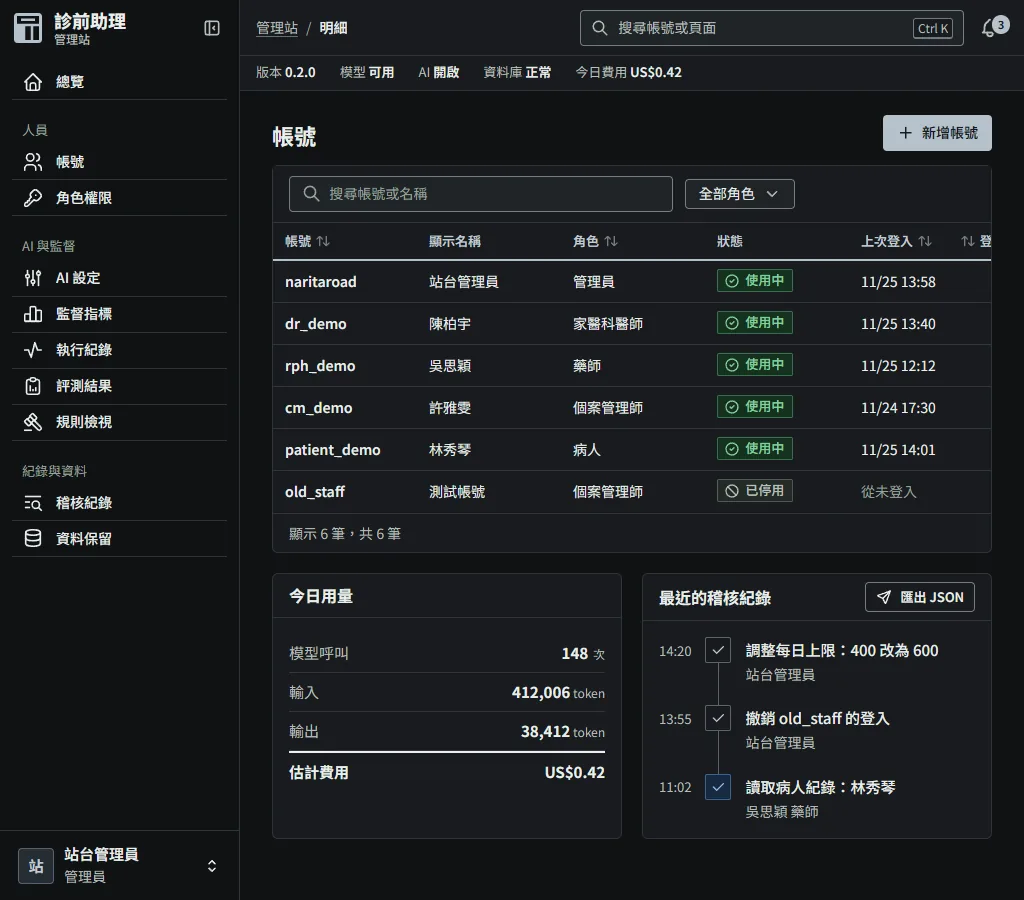 診前助理
管理站
總覽
人員
帳號
角色權限
AI 與監督
AI 設定
監督指標
執行紀錄
評測結果
規則檢視
紀錄與資料
稽核紀錄
資料保留
站 站台管理員
管理員
管理站 / 明細
搜尋帳號或頁面 Ctrl K
3
版本 0.2.0 模型 可用 AI 開啟 資料庫 正常 今日費用 US$0.42
帳號
新增帳號
搜尋帳號或名稱 全部角色
帳號 顯示名稱 角色 狀態 上次登入 登
naritaroad 站台管理員 管理員 使用中 11/25 13:58
dr_demo 陳柏宇 家醫科醫師 使用中 11/25 13:40
rph_demo 吳思穎 藥師 使用中 11/25 12:12
cm_demo 許雅雯 個案管理師 使用中 11/24 17:30
patient_demo 林秀琴 病人 使用中 11/25 14:01
old_staff 測試帳號 個案管理師 已停用 從未登入
顯示 6 筆，共 6 筆
今日用量
模型呼叫 148 次
輸入 412,006 token
輸出 38,412 token
估計費用 US$0.42
最近的稽核紀錄 匯出 JSON
14:20 調整每日上限：400 改為 600
站台管理員
13:55 撤銷 old_staff 的登入
站台管理員
11:02 讀取病人紀錄：林秀琴
吳思穎 藥師